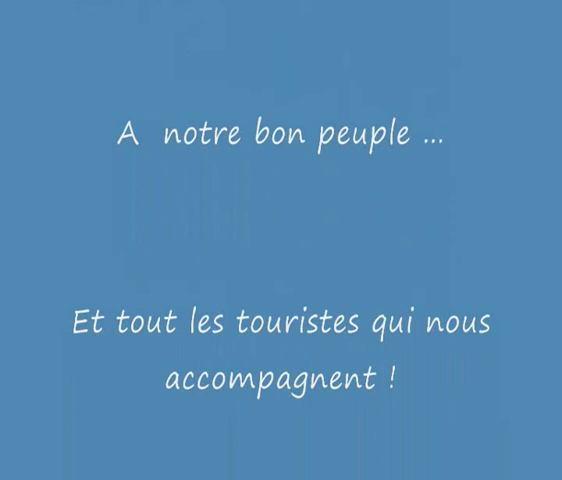 A notre bon peuple ...
Et tout les touristes qui nous
accompagnent !